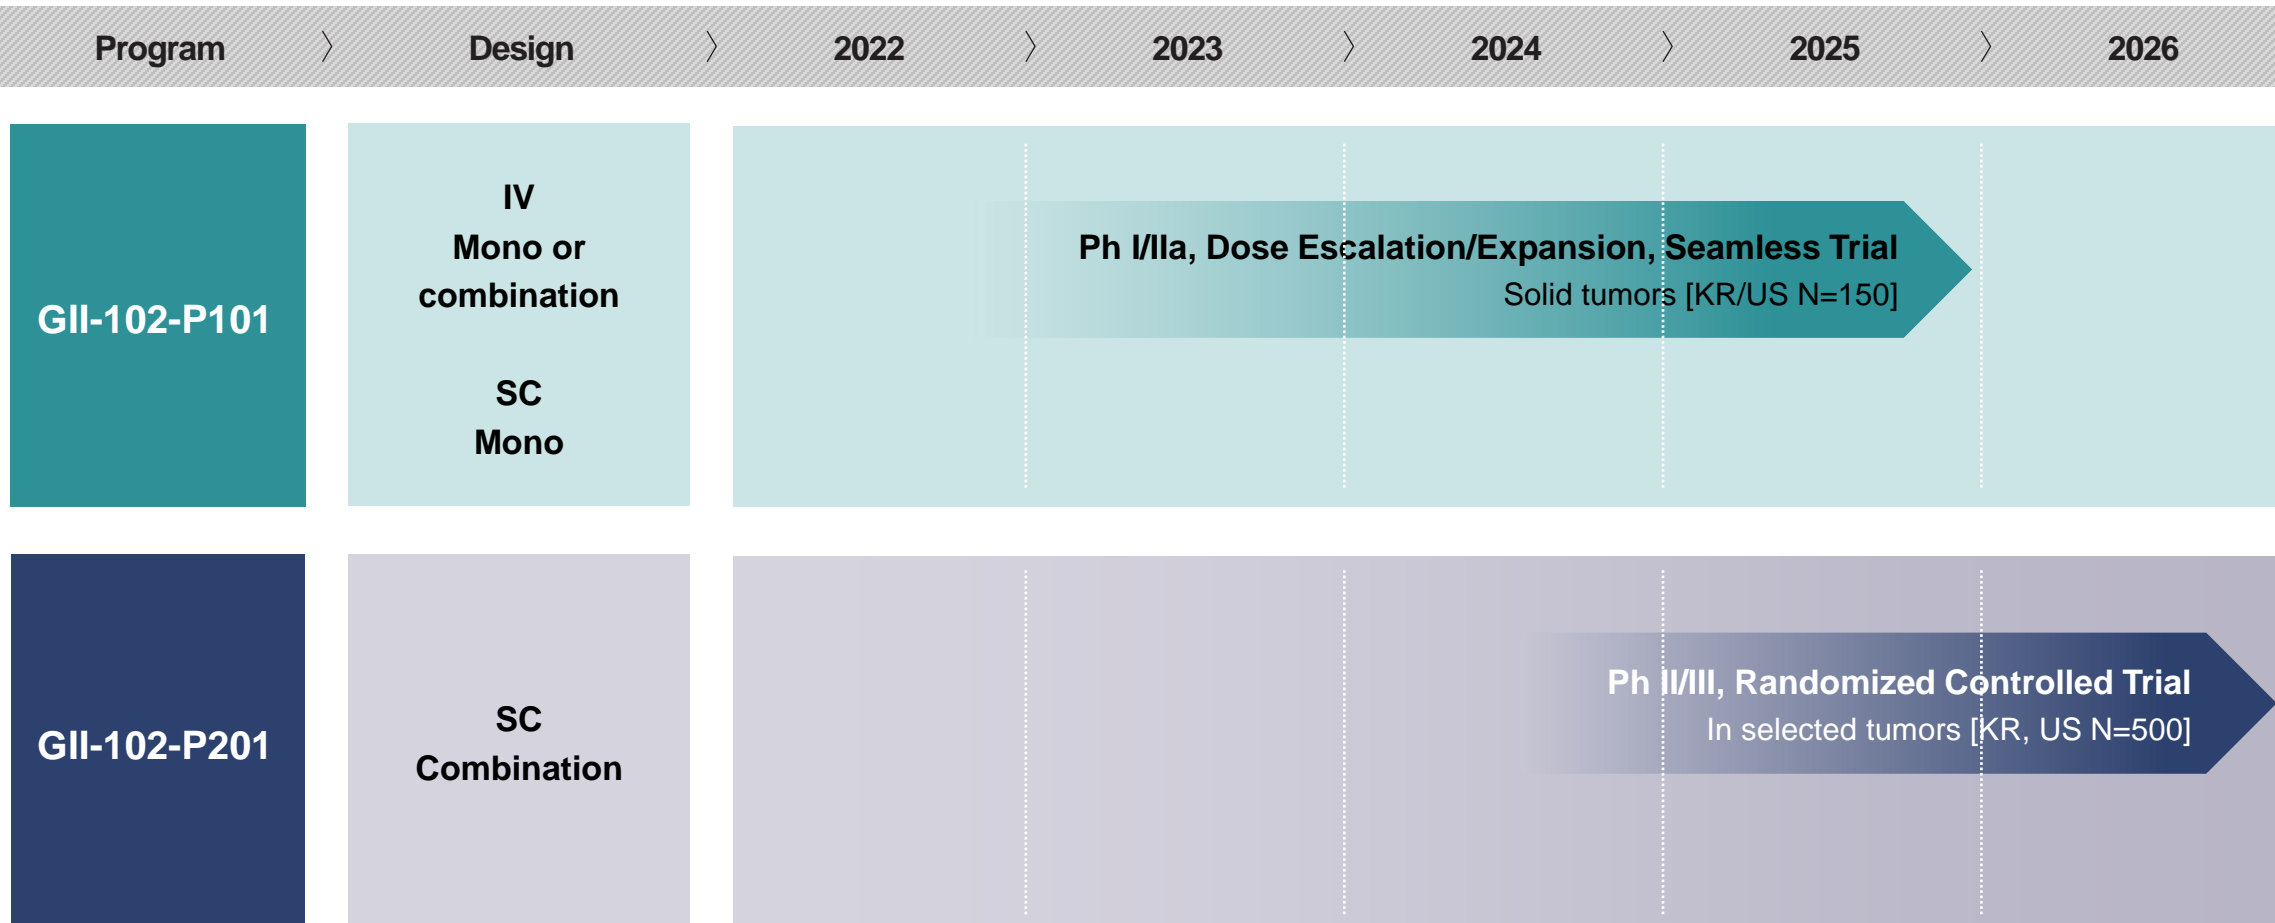 Program 〉 Design 〉 2022 〉 2023 〉 2024 〉 2025 〉 2026
GII-102-P101
IV
Mono or
combination
SC
Mono
Ph I/IIa, Dose Escalation/Expansion, Seamless Trial
Solid tumors [KR/US N=150]
GII-102-P201
SC
Combination
Ph II/III, Randomized Controlled Trial
In selected tumors [KR, US N=500]